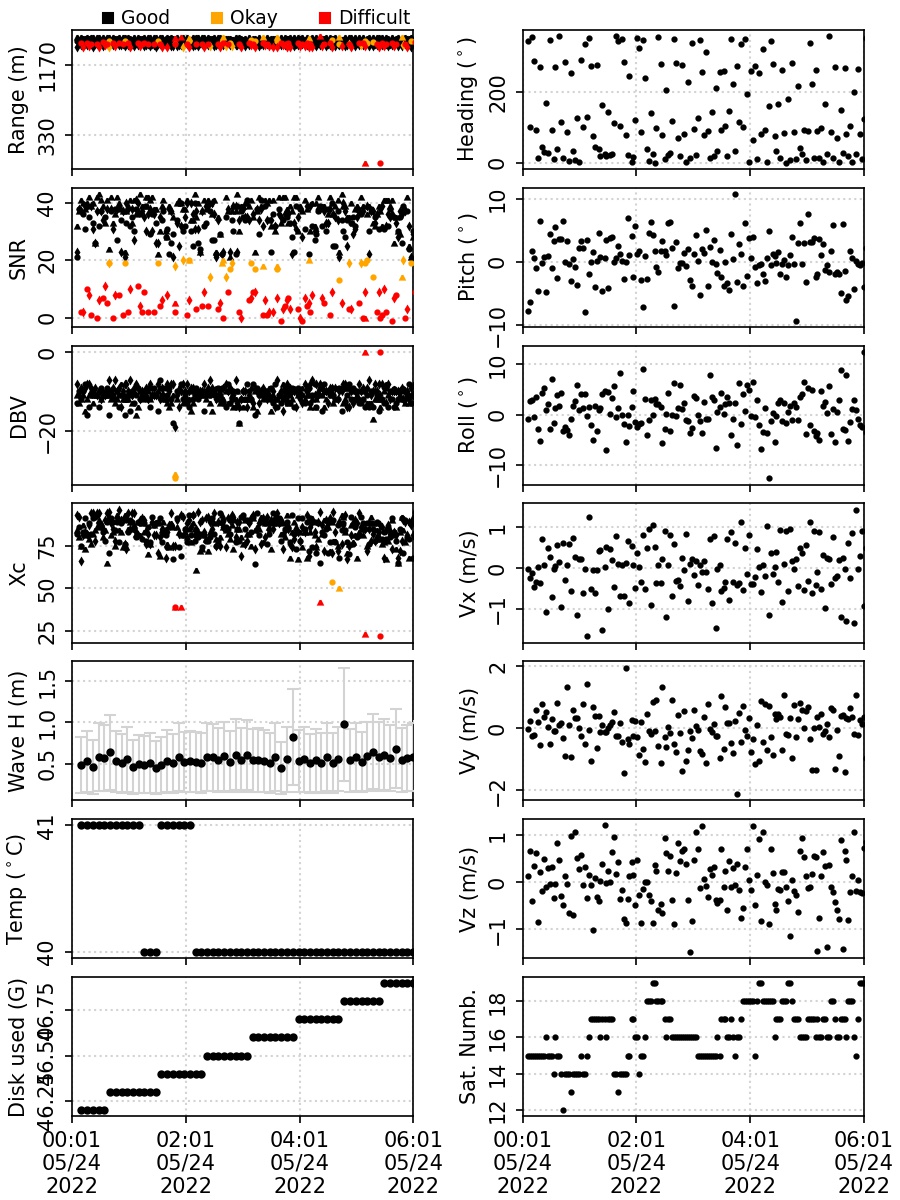 Good Okay Difficult
Range (m)
1170
330
Heading (°)
200
0
SNR
40
20
0
Pitch (°)
10
0
−10
DBV
0
−20
Roll (°)
10
0
−10
Xc
75
50
25
Vx (m/s)
1
0
−1
Wave H (m)
1.5
1.0
0.5
Vy (m/s)
2
0
−2
Temp (°C)
41
40
Vz (m/s)
1
0
−1
Disk used (G)
46.75
46.50
46.25
Sat. Numb.
18
16
14
12
00:01 02:01 04:01 06:01 00:01 02:01 04:01 06:01
05/24 05/24 05/24 05/24 05/24 05/24 05/24 05/24
2022 2022 2022 2022 2022 2022 2022 2022